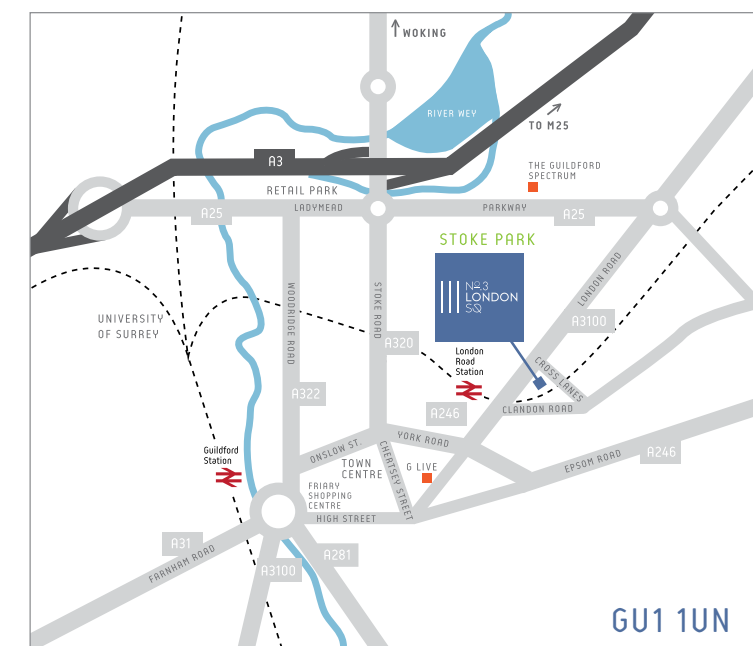 WOKING
RIVER WEY
TO M25
A3
THE GUILDFORD
SPECTRUM
RETAIL PARK
A25
LADYMEAD
PARKWAY
A25
STOKE PARK
Nº3
LONDON
SQ
LONDON ROAD
WOODRIDGE ROAD
STOKE ROAD
UNIVERSITY
OF SURREY
A3100
A320
London
Road
Station
CROSS LANES
A322
A246
CLANDON ROAD
ONSLOW ST.
YORK ROAD
CHERTSEY STREET
EPSOM ROAD
A246
Guildford
Station
TOWN
CENTRE
G LIVE
FRIARY
SHOPPING
CENTRE
HIGH STREET
A31
FARNHAM ROAD
A281
A3100
GU1 1UN